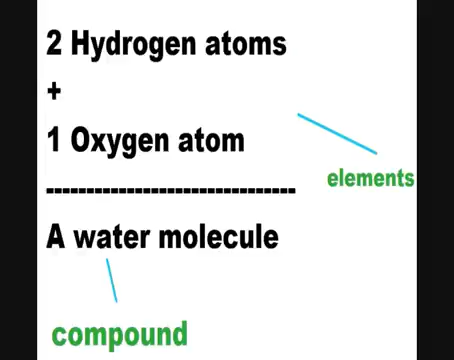 2 Hydrogen atoms
+
1 Oxygen atom
elements
-------------------------------
A water molecule
compound